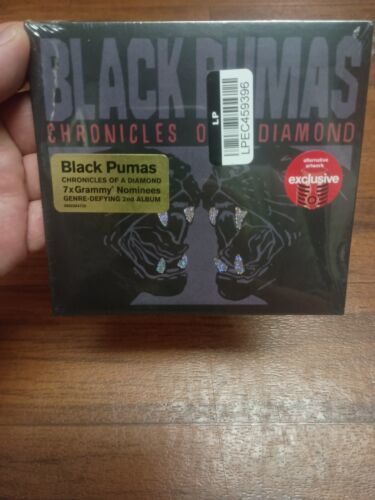 BLACK PUMAS
CHRONICLES OF A DIAMOND
LP
LPEC459396
Black Pumas
CHRONICLES OF A DIAMOND
7xGrammy® Nominees
GENRE-DEFYING 2nd ALBUM
alternative
artwork
exclusive